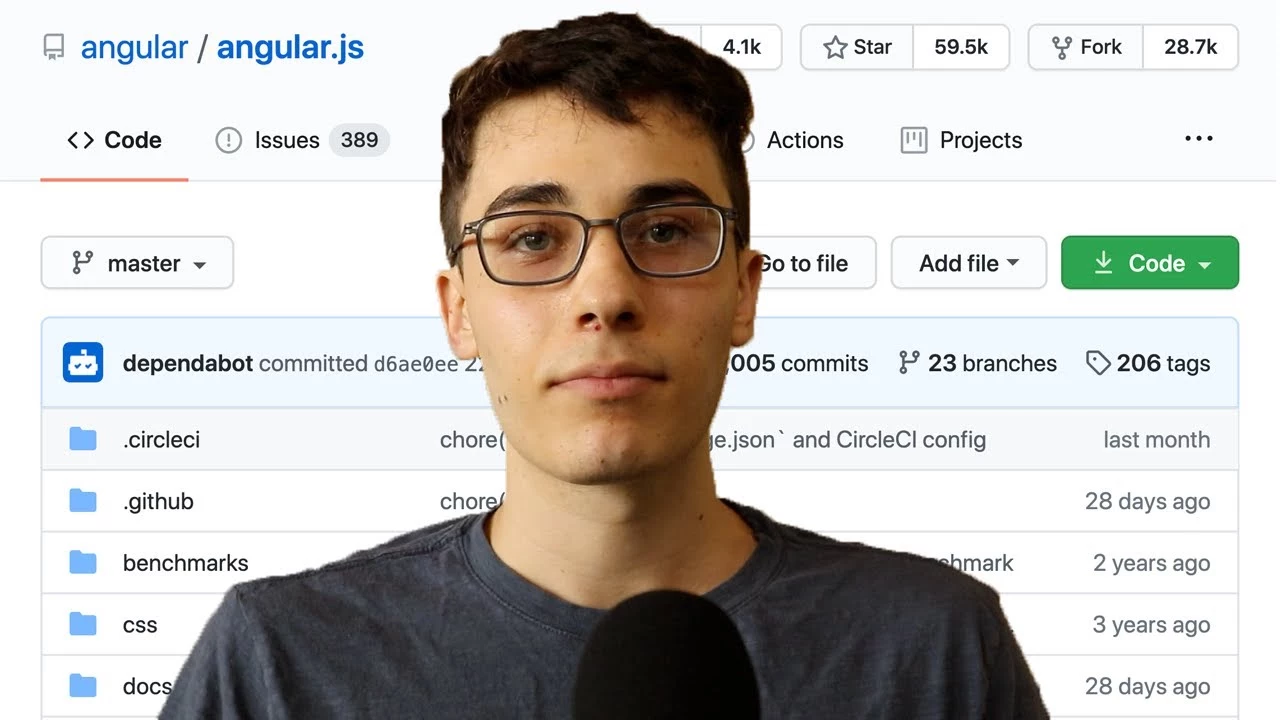 angular / angular.js 4.1k Star 59.5k Fork 28.7k
Code Issues 389 Actions Projects ...
master Go to file Add file Code
dependabot committed d6ae0ee 005 commits 23 branches 206 tags
.circleci chore( ge.json` and CircleCI config last month
.github chore( 28 days ago
benchmarks chmark 2 years ago
css 3 years ago
docs 28 days ago